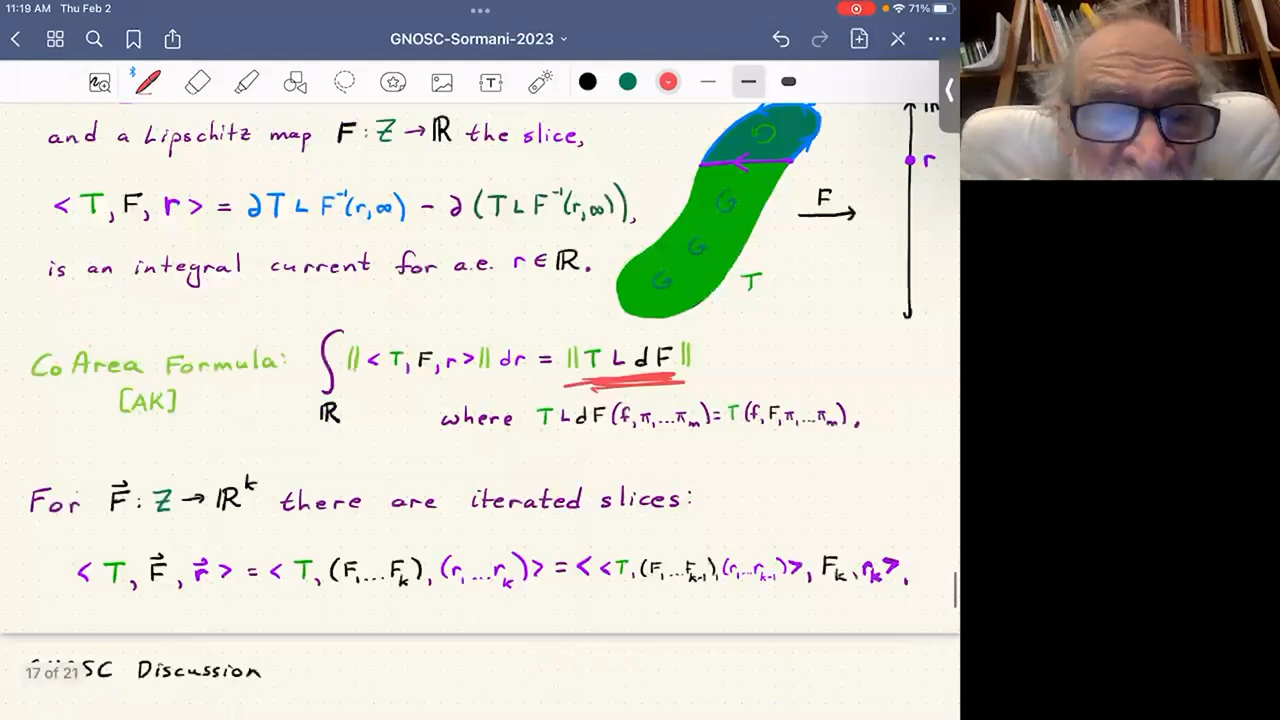 11:19 AM Thu Feb 2
71%
GNOSC-Sormani-2023
and a Lipschitz map F : Z → ℝ the slice,
< T, F, r > = ∂T L F⁻¹(r,∞) - ∂ (T L F⁻¹(r,∞)),
is an integral current for a.e. r ∈ ℝ.
F
r
T
CoArea Formula: ∫ ||< T, F, r >|| dr = || T L dF ||
[AK]
ℝ
where T L dF (f, π₁...πₘ) = T (f, F, π₁...πₘ).
For F⃗ : Z → ℝᵏ there are iterated slices:
< T, F⃗, r⃗ > = < T, (F₁...Fₖ), (r₁...rₖ) > = < < T, (F₁...Fₖ₋₁), (r₁...rₖ₋₁) >, Fₖ, rₖ >.
17 of 21
SC Discussion